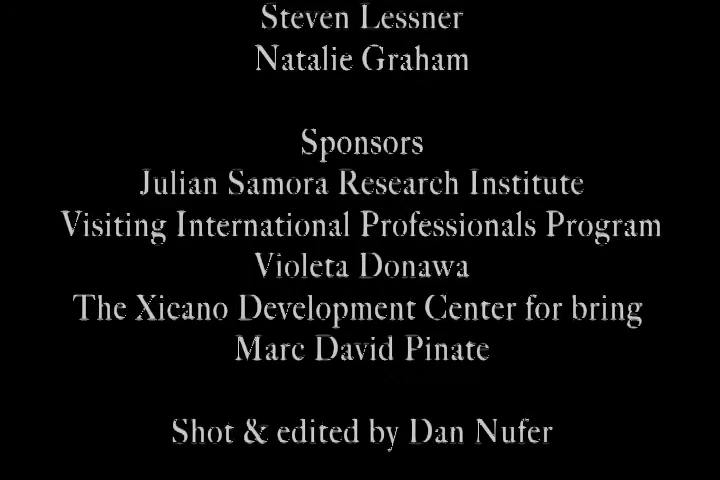 Steven Lessner
Natalie Graham
Sponsors
Julian Samora Research Institute
Visiting International Professionals Program
Violeta Donawa
The Xicano Development Center for bring
Marc David Pinate
Shot & edited by Dan Nufer